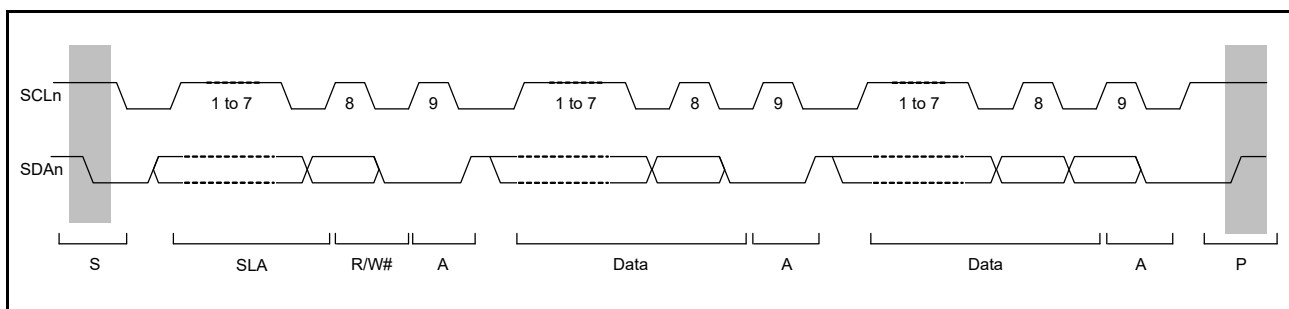 SCLn 1 to 7 8 9 1 to 7 8 9 1 to 7 8 9
SDAn
S SLA R/W# A Data A Data A P